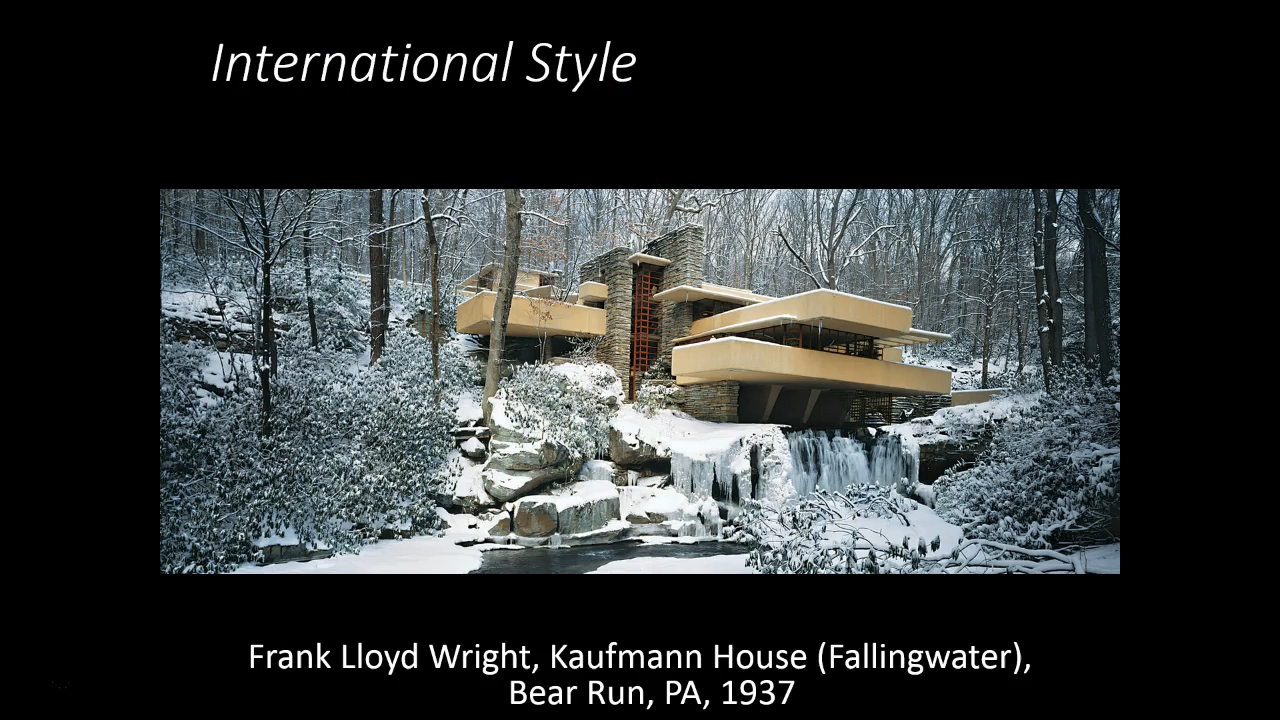 International Style
Frank Lloyd Wright, Kaufmann House (Fallingwater),
Bear Run, PA, 1937